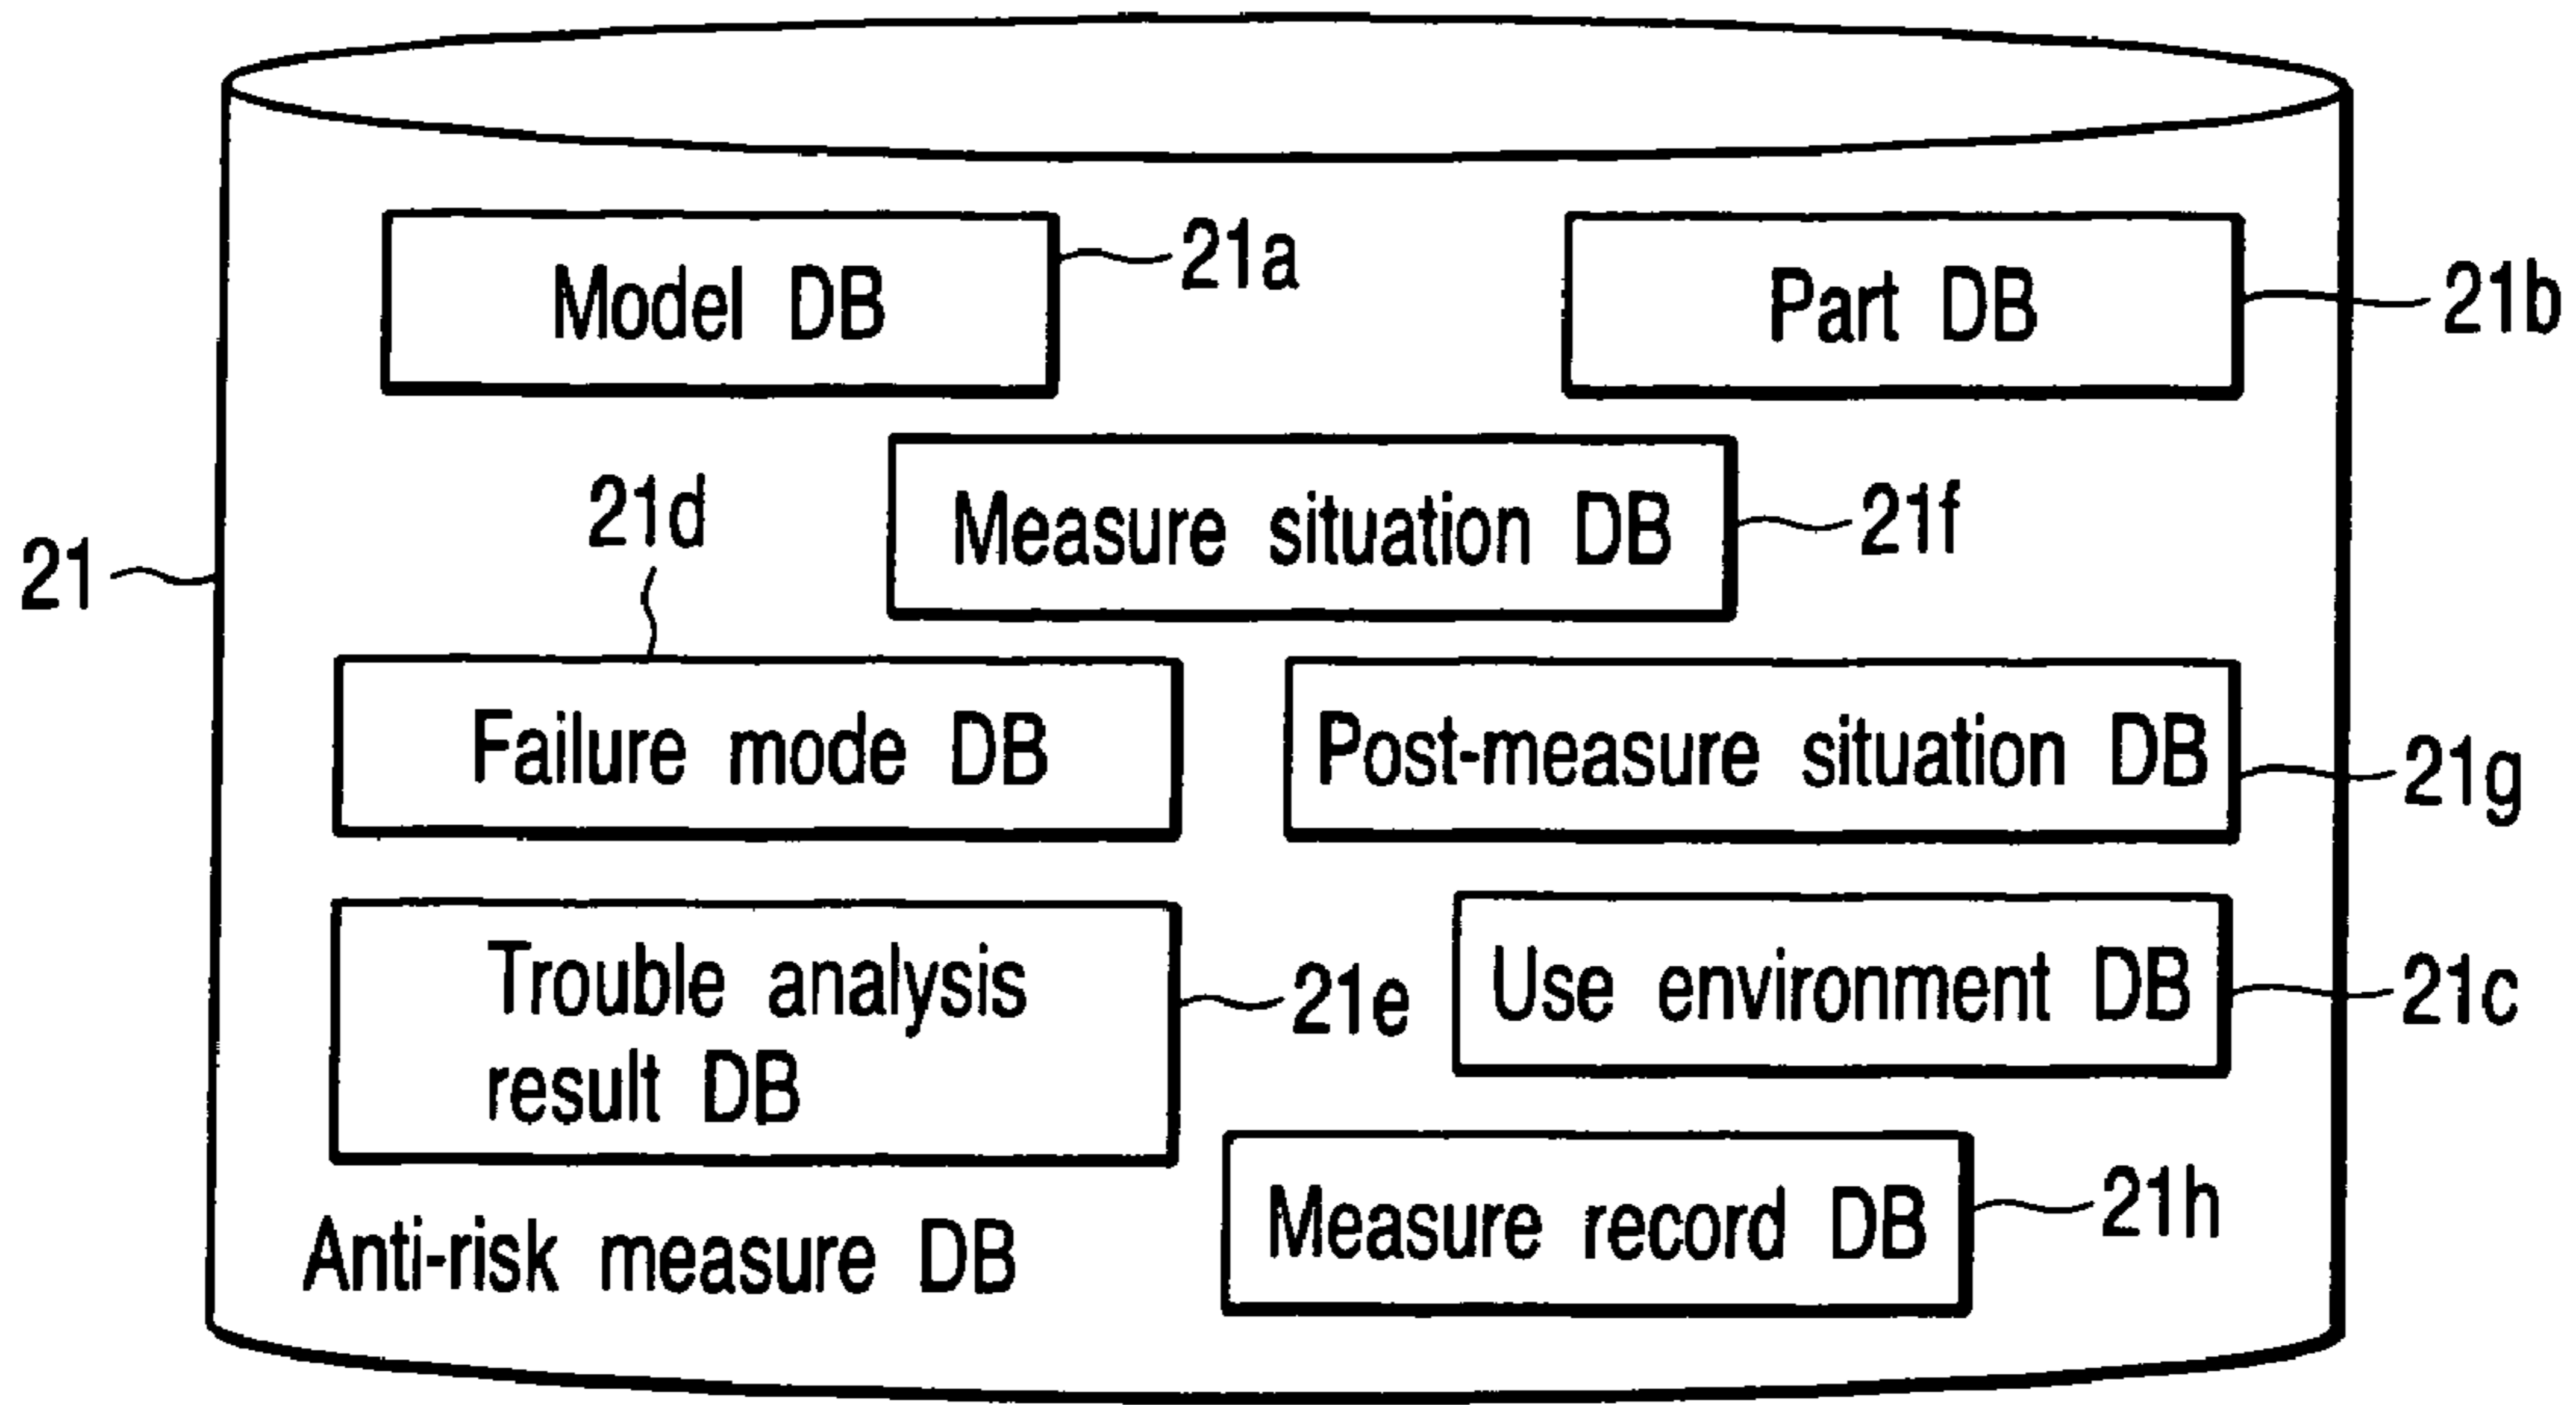 Model DB
21a
Part DB
21b
Measure situation DB
21f
21d
21
Failure mode DB
Post-measure situation DB
21g
Trouble analysis
result DB
21e
Use environment DB
21c
Measure record DB
21h
Anti-risk measure DB